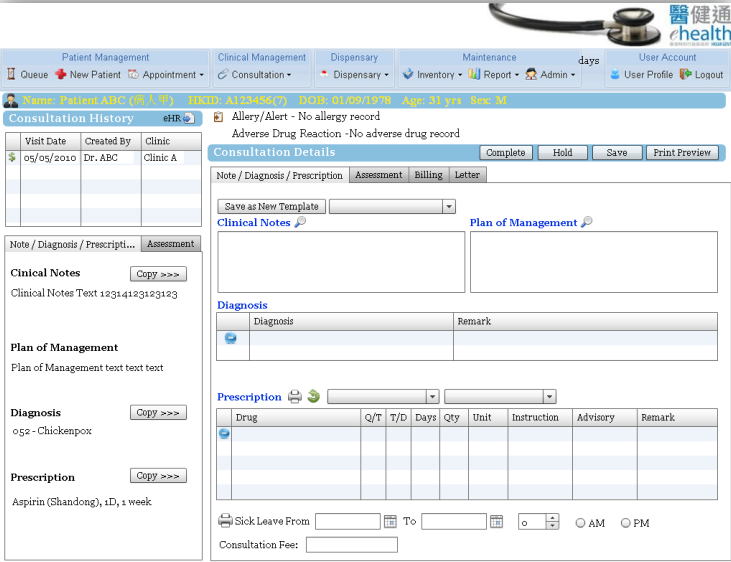 醫健通
ehealth
Patient Management
Clinical Management
Dispensary
Maintenance
User Account
Queue
New Patient
Appointment
Consultation
Dispensary
Inventory
Report
Admin
days
User Profile
Logout
Name: Patient ABC (病人甲) HKID: A123456(7) DOB: 01/09/1978 Age: 31 yrs Sex: M
Consultation History
eHR
Visit Date Created By Clinic
$ 05/05/2010 Dr. ABC Clinic A
Note / Diagnosis / Prescripti... Assessment
Cinical Notes
Copy >>>
Clinical Notes Text 12314123123123
Plan of Management
Plan of Management text text text
Diagnosis
Copy >>>
052 - Chickenpox
Prescription
Copy >>>
Aspirin (Shandong), 1D, 1 week
Allery/Alert - No allergy record
Adverse Drug Reaction -No adverse drug record
Consultation Details
Complete
Hold
Save
Print Preview
Note / Diagnosis / Prescription Assessment Billing Letter
Save as New Template
Clinical Notes
Plan of Management
Diagnosis
Diagnosis Remark
Prescription
Drug Q/T T/D Days Qty Unit Instruction Advisory Remark
Sick Leave From To 0 AM PM
Consultation Fee: